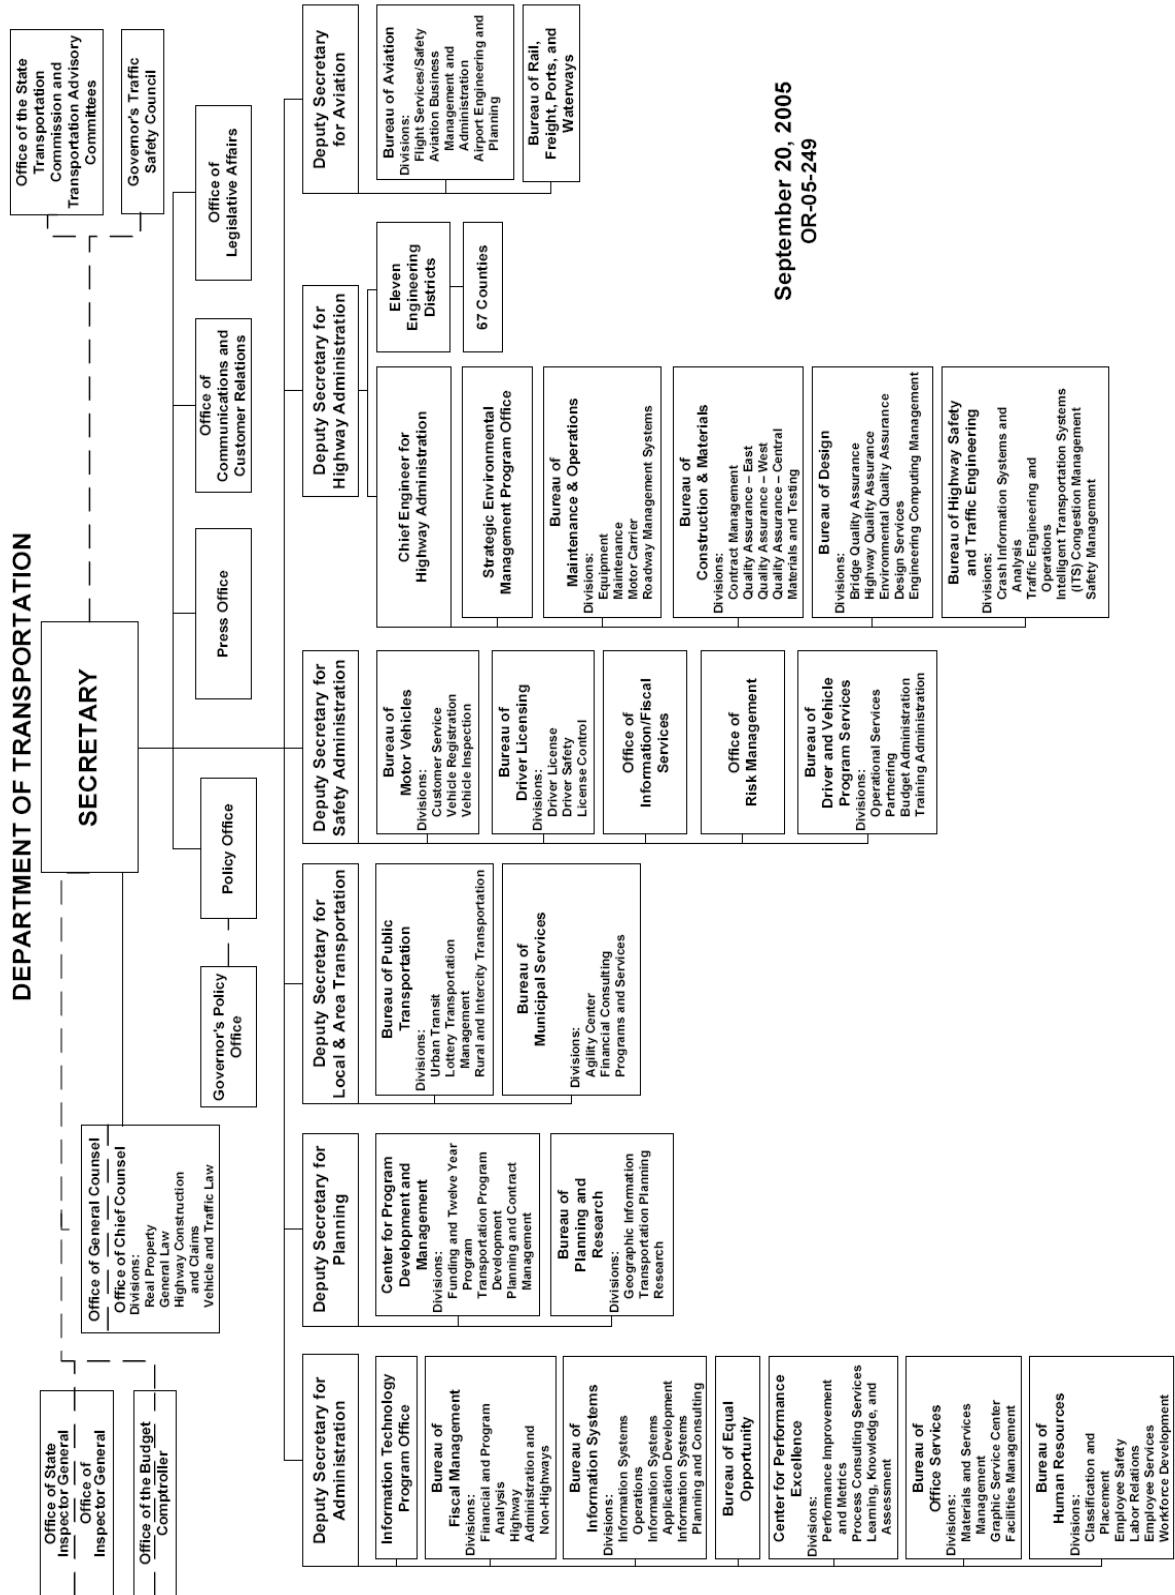 DEPARTMENT OF TRANSPORTATION
SECRETARY
Office of the State
Transportation
Commission and
Transportation Advisory
Committees
Governor's Traffic
Safety Council
Office of State
Inspector General
Office of
Inspector General
Office of the Budget
Comptroller
Office of General Counsel
Office of Chief Counsel
Divisions:
Real Property
General Law
Highway Construction
and Claims
Vehicle and Traffic Law
Governor's Policy
Office
Policy Office
Press Office
Office of
Communications and
Customer Relations
Office of
Legislative Affairs
Deputy Secretary for
Administration
Information Technology
Program Office
Bureau of
Fiscal Management
Divisions:
Financial and Program
Analysis
Highway
Administration and
Non-Highways
Bureau of
Information Systems
Divisions:
Information Systems
Operations
Information Systems
Application Development
Information Systems
Planning and Consulting
Bureau of Equal
Opportunity
Center for Performance
Excellence
Divisions:
Performance Improvement
and Metrics
Process Consulting Services
Learning, Knowledge, and
Assessment
Bureau of
Office Services
Divisions:
Materials and Services
Management
Graphic Service Center
Facilities Management
Bureau of
Human Resources
Divisions:
Classification and
Placement
Employee Safety
Labor Relations
Employee Services
Workforce Development
Deputy Secretary for
Planning
Center for Program
Development and
Management
Divisions:
Funding and Twelve Year
Program
Transportation Program
Development
Planning and Contract
Management
Bureau of
Planning and
Research
Divisions:
Geographic Information
Transportation Planning
Research
Deputy Secretary for
Local & Area Transportation
Bureau of Public
Transportation
Divisions:
Urban Transit
Lottery Transportation
Management
Rural and Intercity Transportation
Bureau of
Municipal Services
Divisions:
Agility Center
Financial Consulting
Programs and Services
Deputy Secretary for
Safety Administration
Bureau of
Motor Vehicles
Divisions:
Customer Service
Vehicle Registration
Vehicle Inspection
Bureau of
Driver Licensing
Divisions:
Driver License
Driver Safety
License Control
Office of
Information/Fiscal
Services
Office of
Risk Management
Bureau of
Driver and Vehicle
Program Services
Divisions:
Operational Services
Partnering
Budget Administration
Training Administration
Deputy Secretary for
Highway Administration
Chief Engineer for
Highway Administration
Strategic Environmental
Management Program Office
Bureau of
Maintenance & Operations
Divisions:
Equipment
Maintenance
Motor Carrier
Roadway Management Systems
Bureau of
Construction & Materials
Divisions:
Contract Management
Quality Assurance – East
Quality Assurance – West
Quality Assurance – Central
Materials and Testing
Bureau of Design
Divisions:
Bridge Quality Assurance
Highway Quality Assurance
Environmental Quality Assurance
Design Services
Engineering Computing Management
Bureau of Highway Safety
and Traffic Engineering
Divisions:
Crash Information Systems and
Analysis
Traffic Engineering and
Operations
Intelligent Transportation Systems
(ITS) Congestion Management
Safety Management
Eleven
Engineering
Districts
67 Counties
Deputy Secretary
for Aviation
Bureau of Aviation
Divisions:
Flight Services/Safety
Aviation Business
Management and
Administration
Airport Engineering and
Planning
Bureau of Rail,
Freight, Ports, and
Waterways
September 20, 2005
OR-05-249